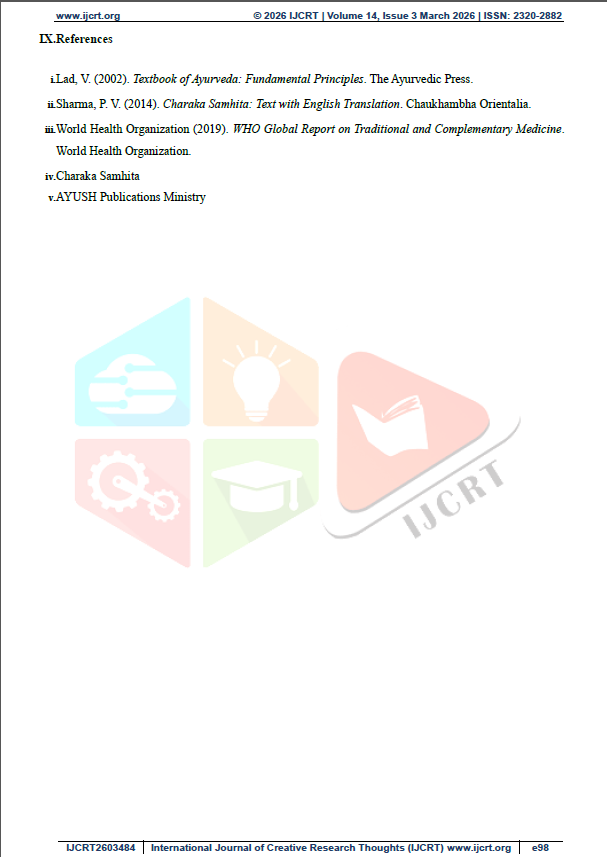 www.ijcrt.org © 2026 IJCRT | Volume 14, Issue 3 March 2026 | ISSN: 2320-2882
IX.References
i.Lad, V. (2002). Textbook of Ayurveda: Fundamental Principles. The Ayurvedic Press.
ii.Sharma, P. V. (2014). Charaka Samhita: Text with English Translation. Chaukhambha Orientalia.
iii.World Health Organization (2019). WHO Global Report on Traditional and Complementary Medicine.
World Health Organization.
iv.Charaka Samhita
v.AYUSH Publications Ministry
IJCRT
IJCRT2603484 International Journal of Creative Research Thoughts (IJCRT) www.ijcrt.org e98